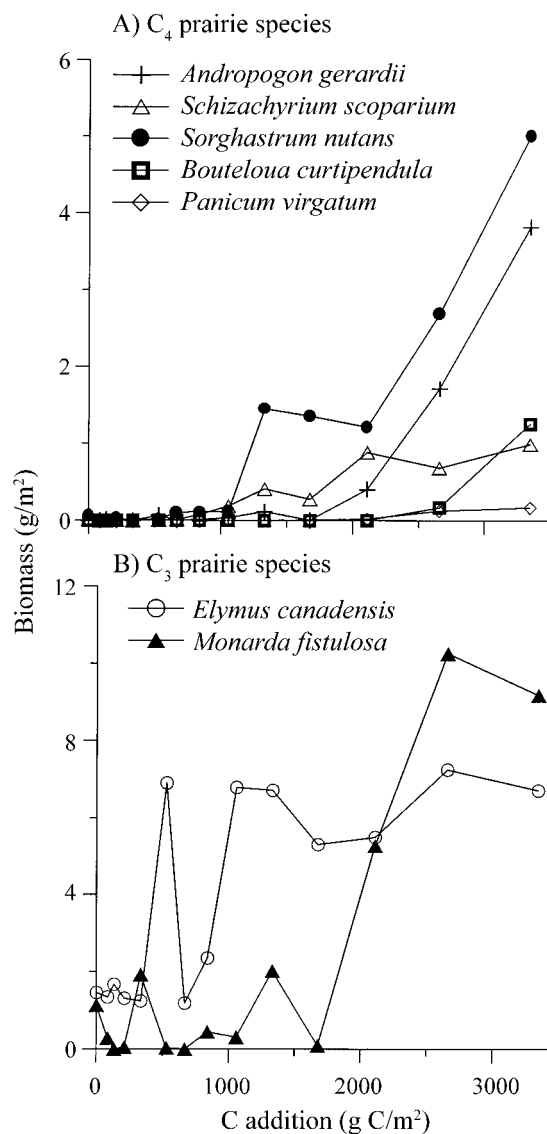 A) C₄ prairie species
6
Andropogon gerardii
Schizachyrium scoparium
Sorghastrum nutans
Bouteloua curtipendula
Panicum virgatum
4
2
0
Biomass (g/m²)
B) C₃ prairie species
12
Elymus canadensis
Monarda fistulosa
8
4
0
0 1000 2000 3000
C addition (g C/m²)